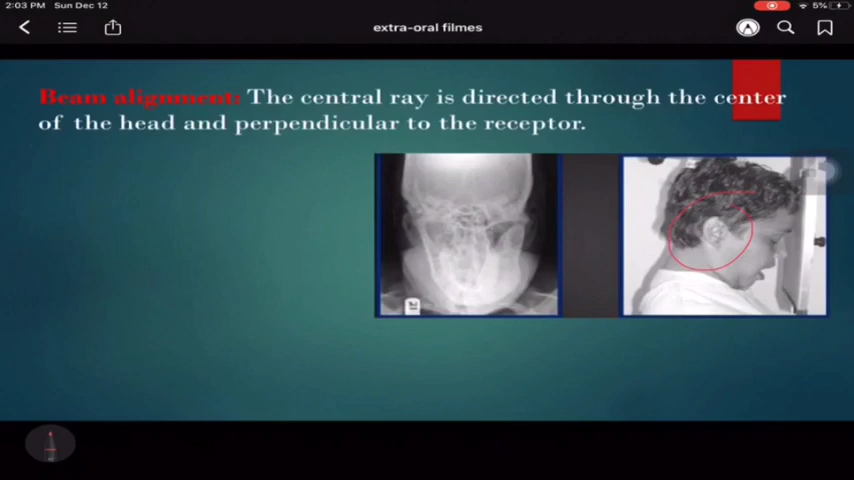 2:03 PM Sun Dec 12
5%
extra-oral filmes
Beam alignment: The central ray is directed through the center
of the head and perpendicular to the receptor.